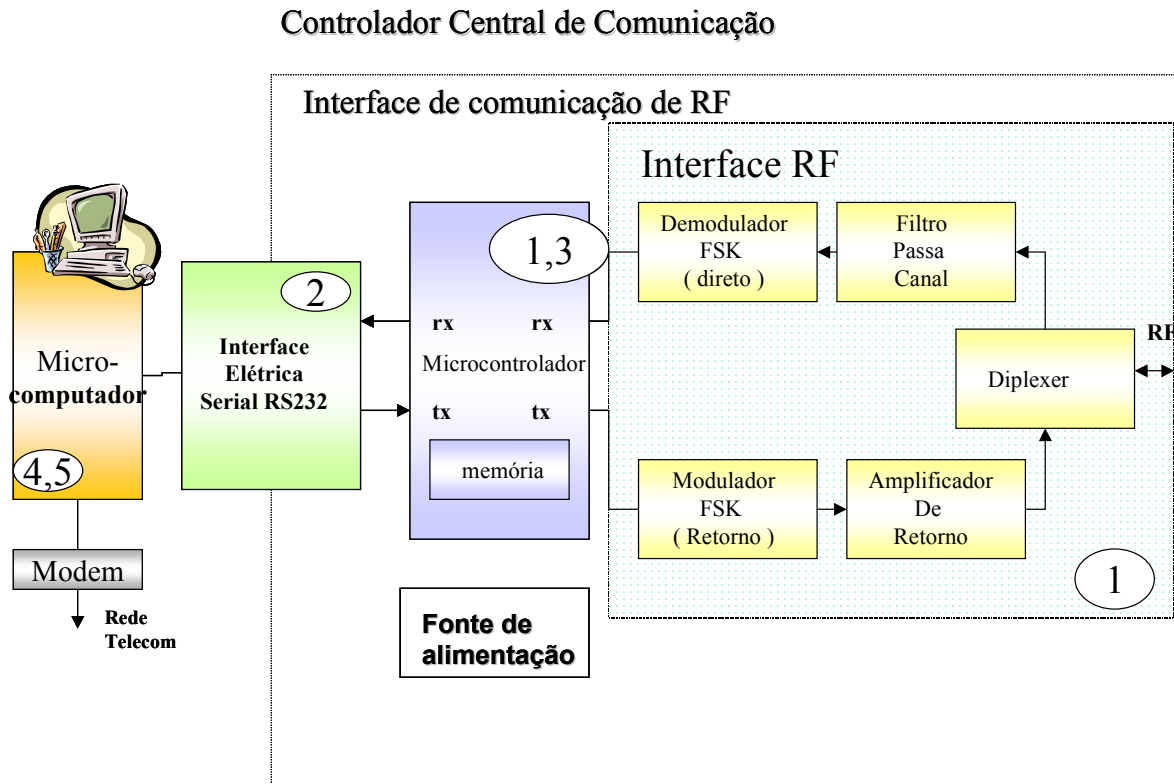 Controlador Central de Comunicação
Interface de comunicação de RF
Interface RF
Demodulador
FSK
( direto )
Filtro
Passa
Canal
1,3
2
rx rx
Interface
Elétrica
Serial RS232
Microcontrolador
Micro-
computador
tx tx
memória
4,5
RF
Diplexer
Modulador
FSK
( Retorno )
Amplificador
De
Retorno
1
Modem
Rede
Telecom
Fonte de
alimentação